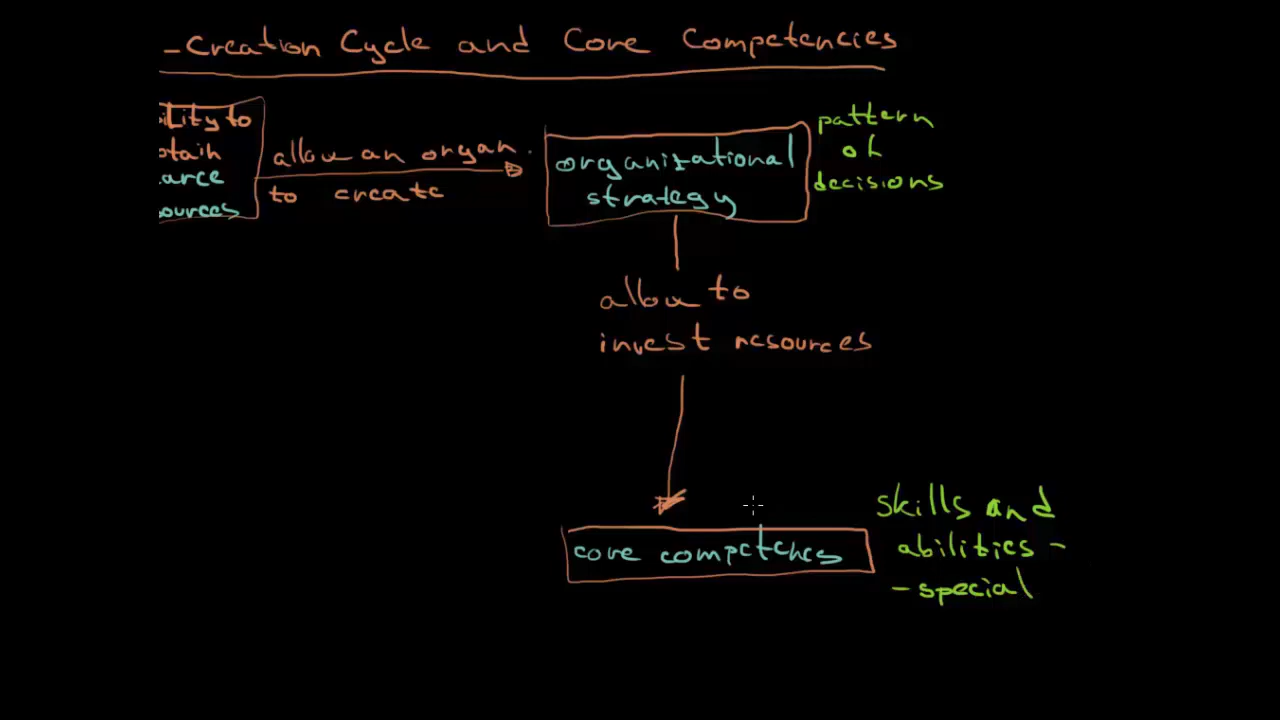 -Creation Cycle and Core Competencies
ility to
otain
arce
ources
allow an organ.
to create
organizational
strategy
pattern
of
decisions
allow to
invest resources
core competences
skills and
abilities -
- special